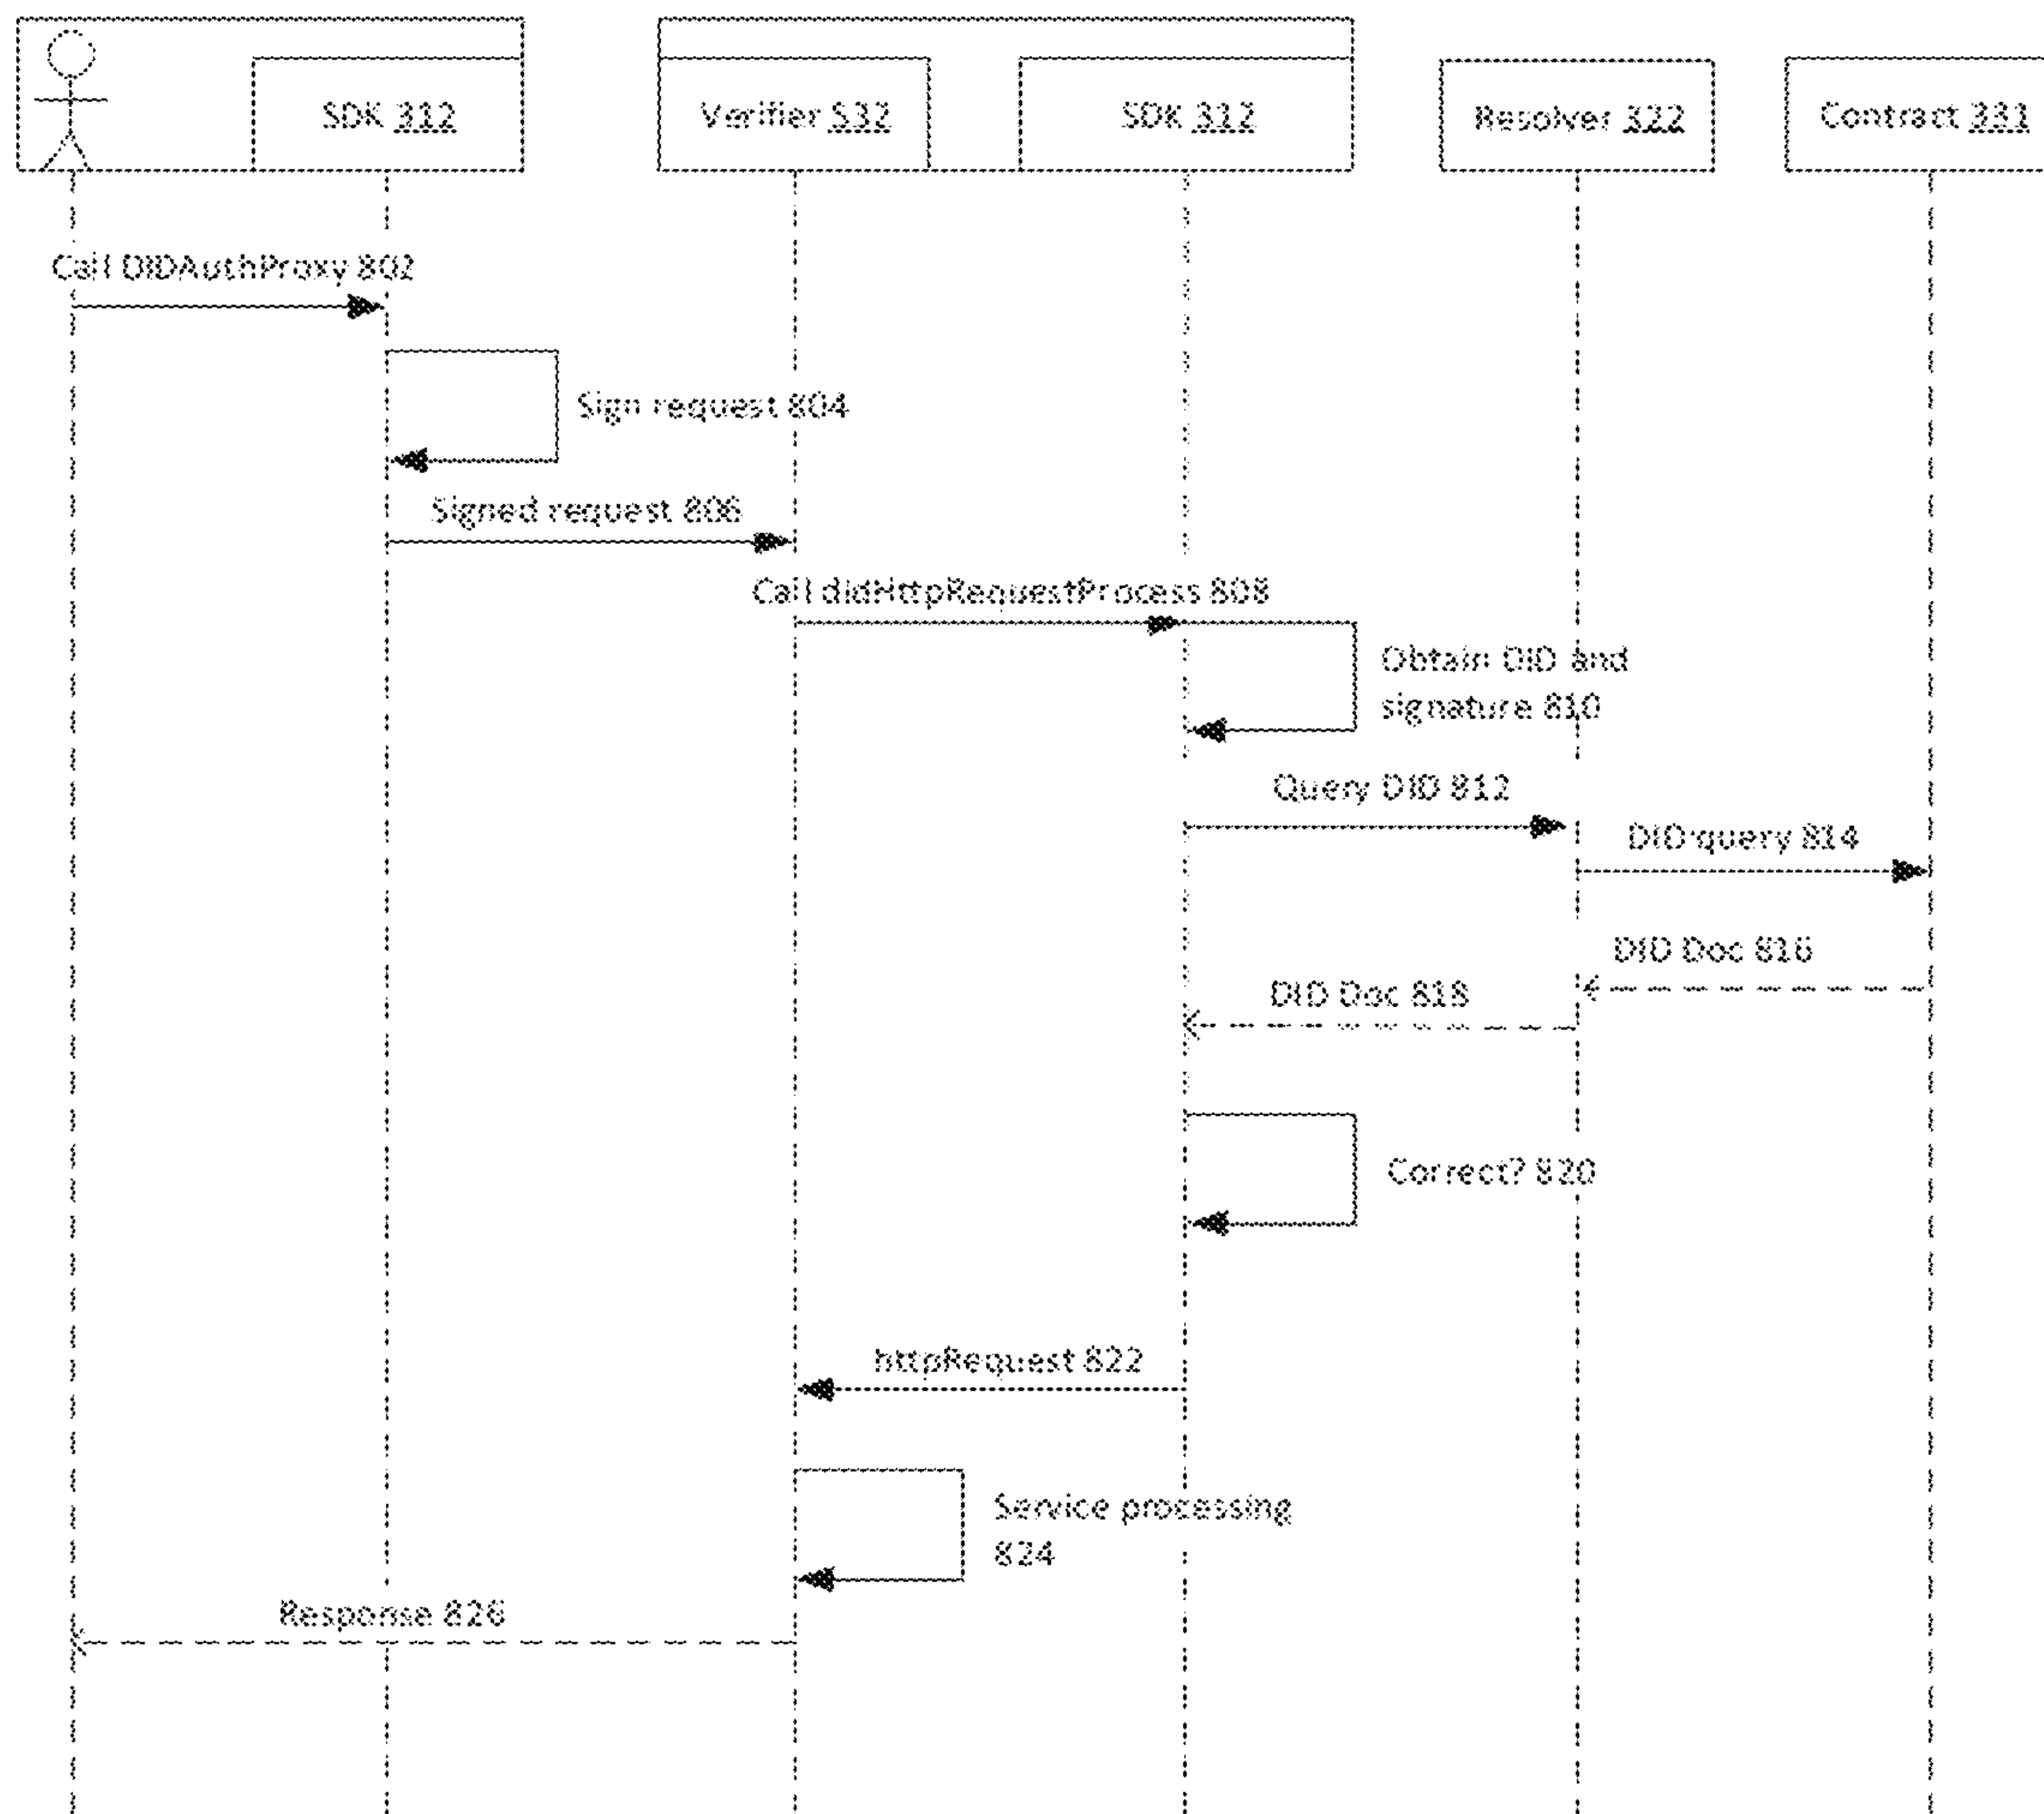 SDK 312
Verifier 532
SDK 312
Resolver 322
Contract 331
Call DIDAuthProxy 802
Sign request 804
Signed request 806
Call didHttpRequestProcess 808
Obtain DID and
signature 810
Query DID 812
DID query 814
DID Doc 816
DID Doc 818
Correct? 820
httpRequest 822
Service processing
824
Response 826